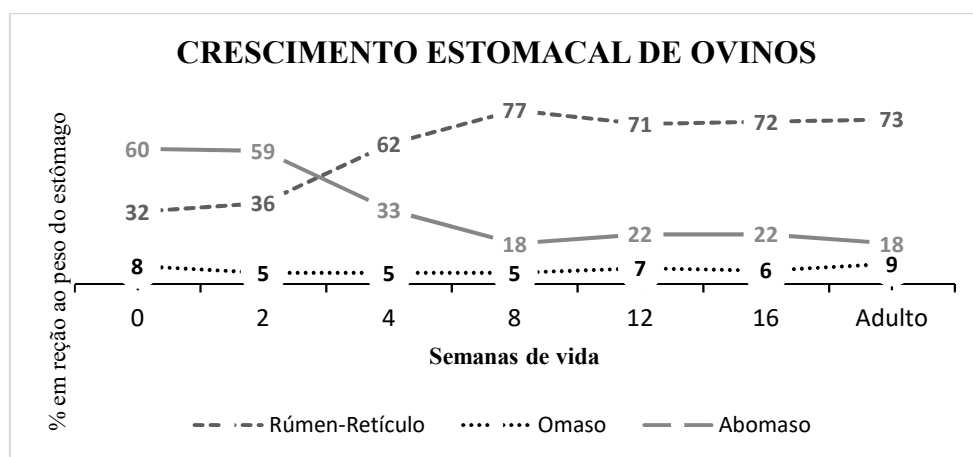 CRESCIMENTO ESTOMACAL DE OVINOS
% em reção ao peso do estômago
60 59 33 18 22 22 18
32 36 62 77 71 72 73
8 5 5 5 7 6 9
0 2 4 8 12 16 Adulto
Semanas de vida
Rúmen-Retículo Omaso Abomaso